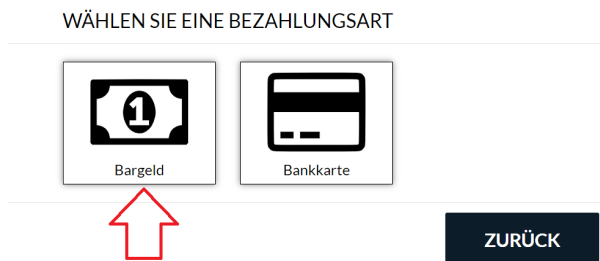 WÄHLEN SIE EINE BEZAHLUNGSART
1
Bargeld
Bankkarte
ZURÜCK